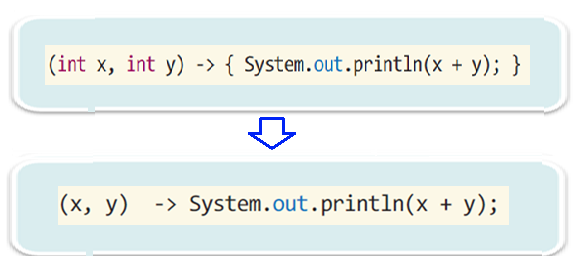 (int x, int y) -> { System.out.println(x + y); }
(x, y)  -> System.out.println(x + y);